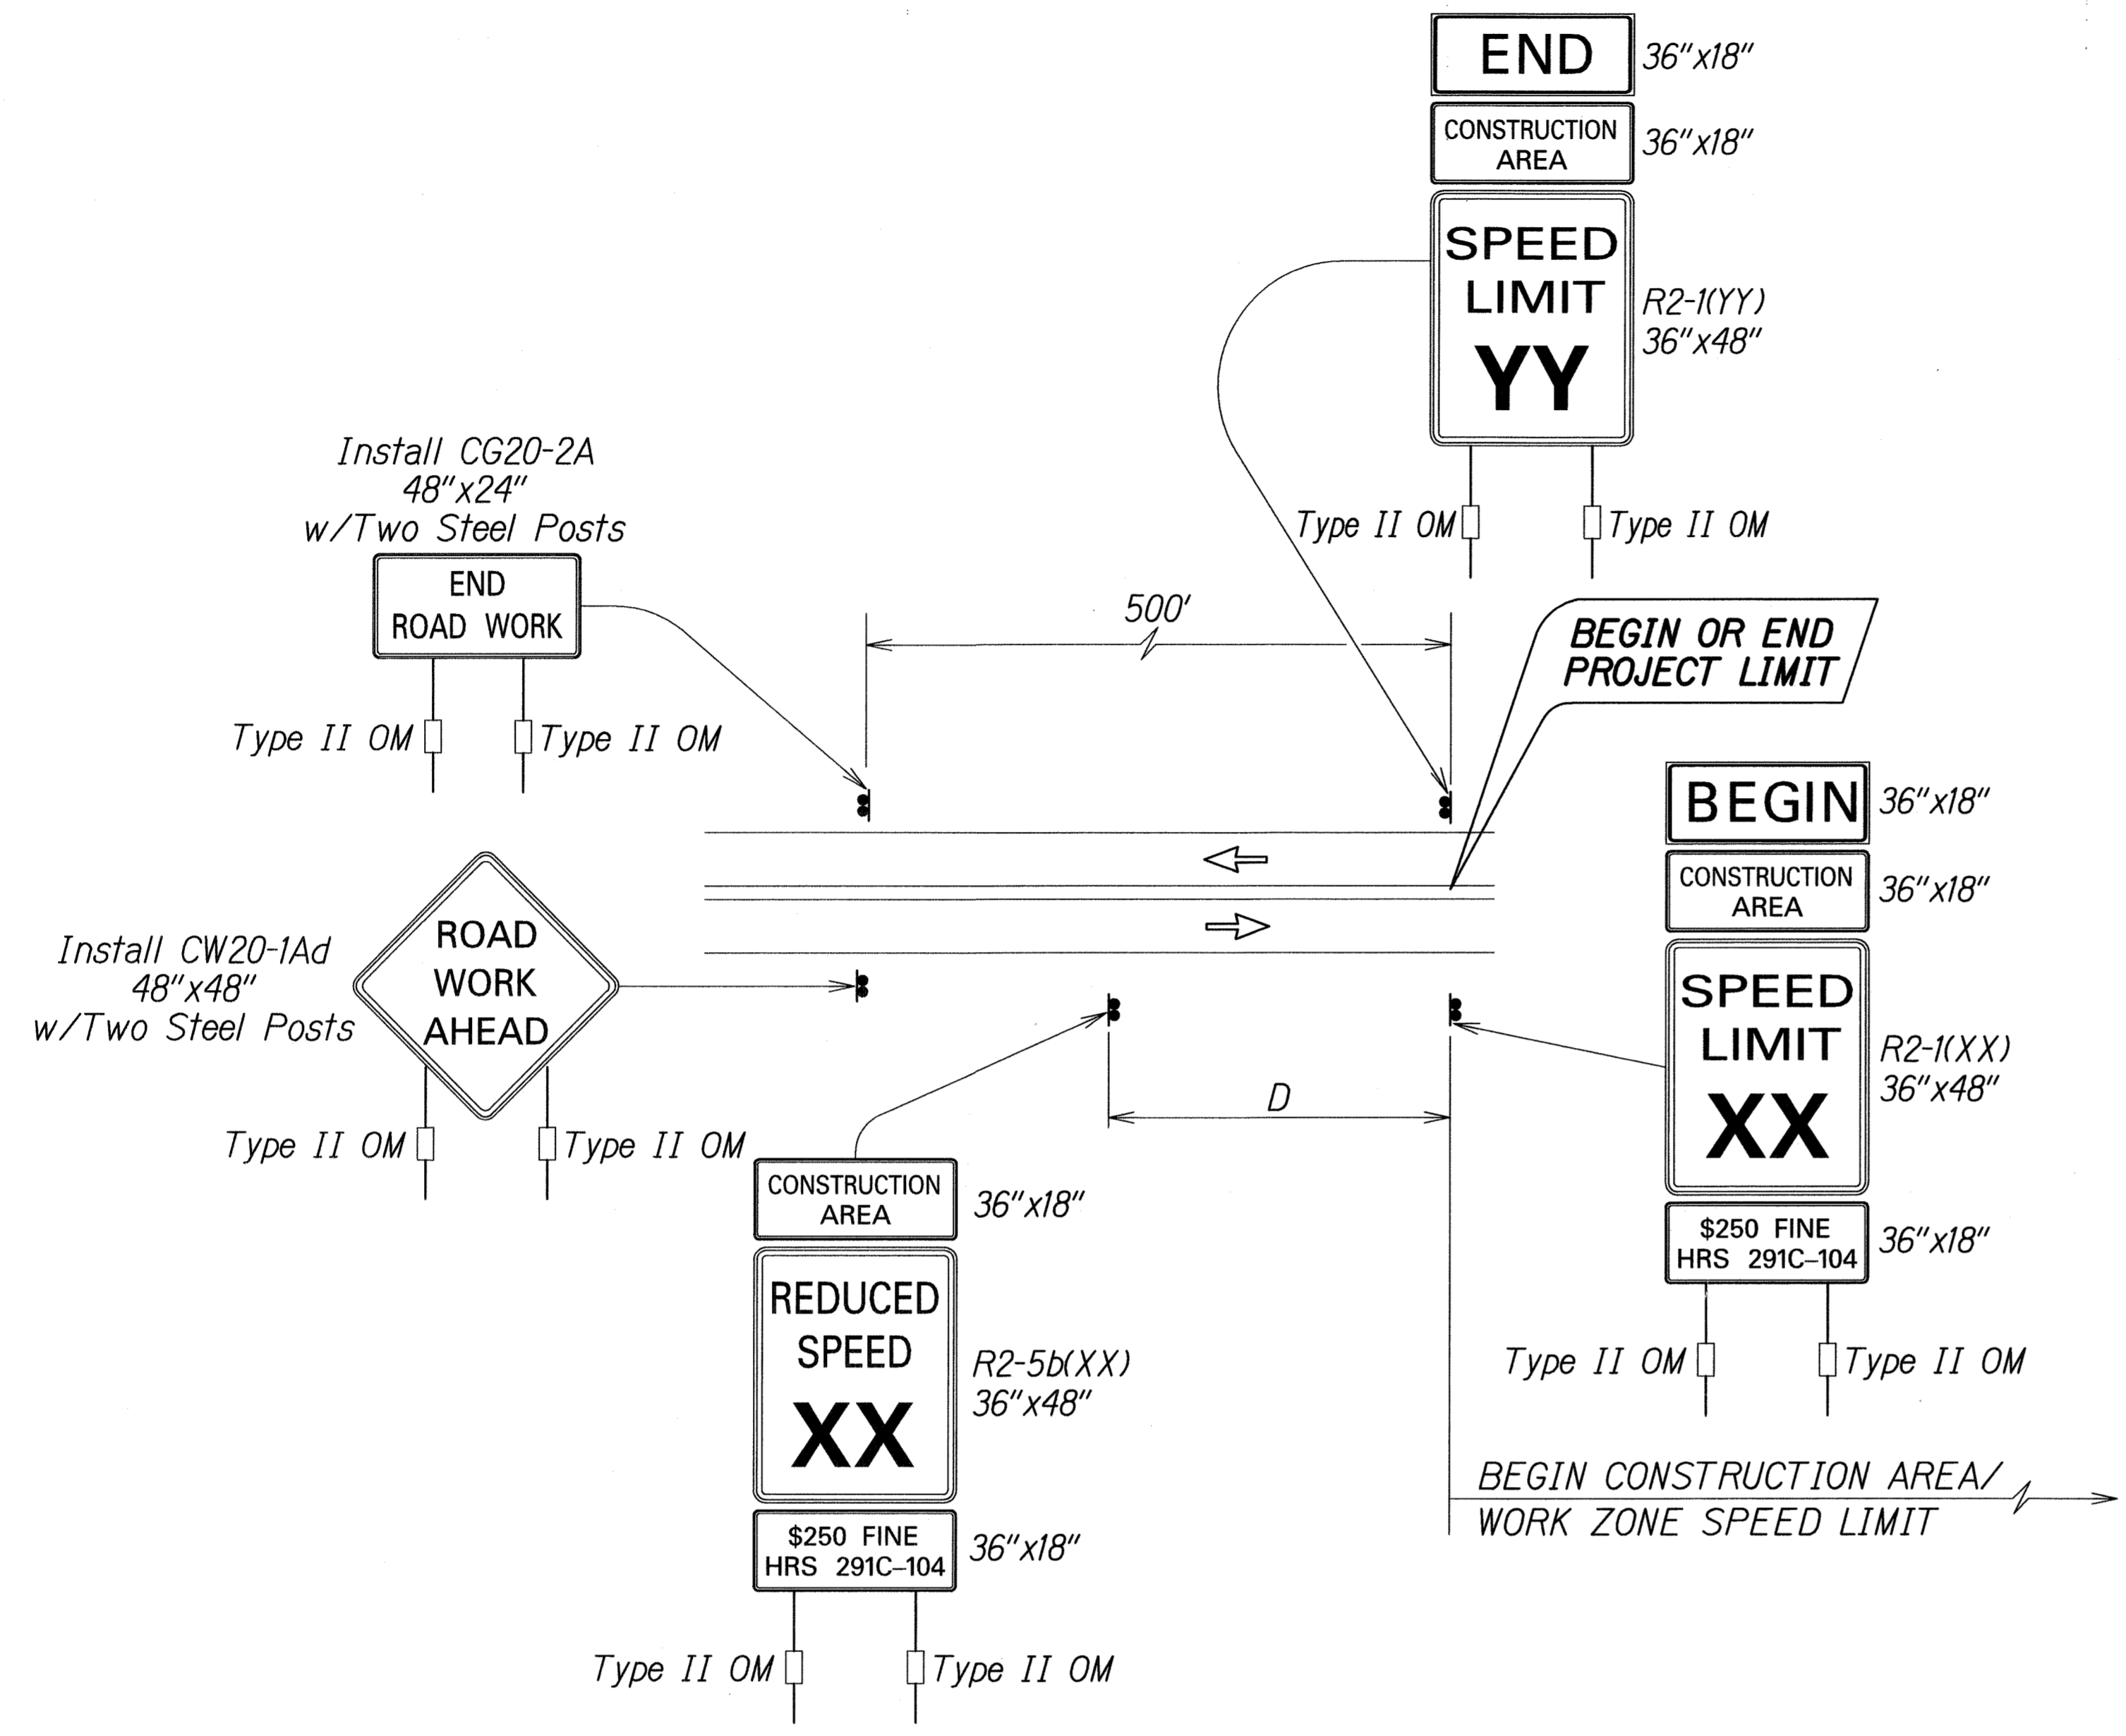 END
36"x18"
CONSTRUCTION
AREA
36"x18"
SPEED
LIMIT
YY
R2-1(YY)
36"x48"
Type II OM
Type II OM
Install CG20-2A
48"x24"
w/Two Steel Posts
END
ROAD WORK
Type II OM
Type II OM
500'
BEGIN OR END
PROJECT LIMIT
BEGIN
36"x18"
CONSTRUCTION
AREA
36"x18"
SPEED
LIMIT
XX
R2-1(XX)
36"x48"
$250 FINE
HRS 291C–104
36"x18"
Type II OM
Type II OM
Install CW20-1Ad
48"x48"
w/Two Steel Posts
ROAD
WORK
AHEAD
Type II OM
Type II OM
D
CONSTRUCTION
AREA
36"x18"
REDUCED
SPEED
XX
R2-5b(XX)
36"x48"
$250 FINE
HRS 291C–104
36"x18"
Type II OM
Type II OM
BEGIN CONSTRUCTION AREA/
WORK ZONE SPEED LIMIT